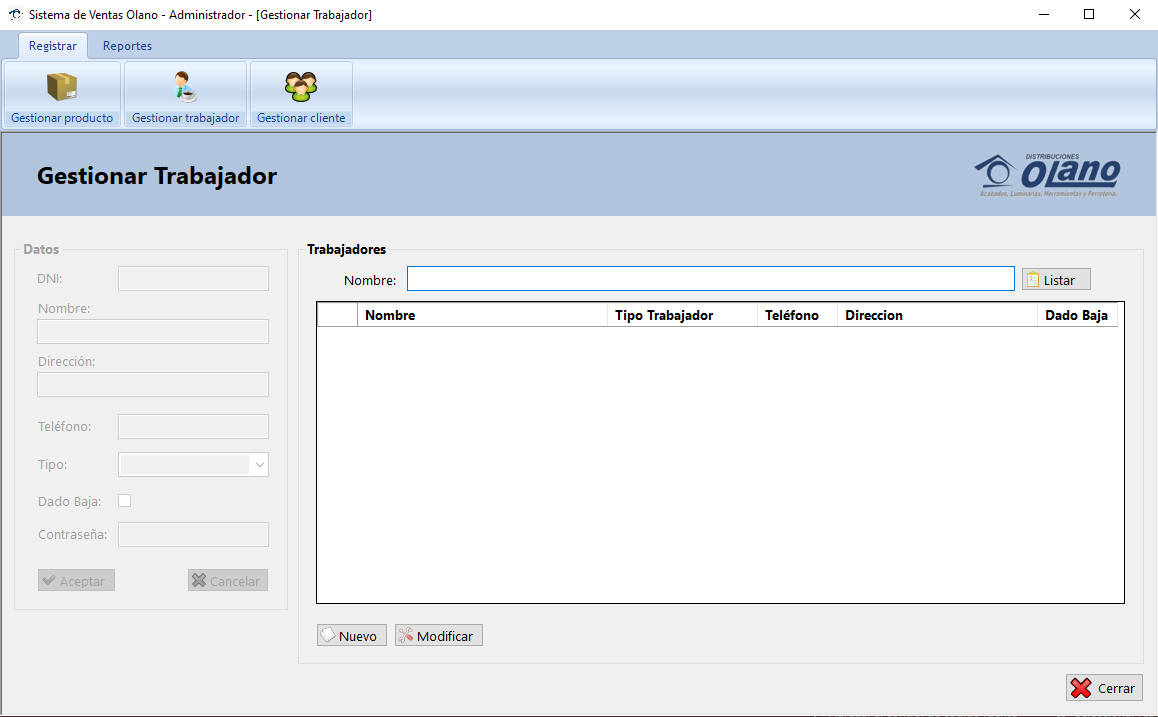 Sistema de Ventas Olano - Administrador - [Gestionar Trabajador]
Registrar Reportes
Gestionar producto Gestionar trabajador Gestionar cliente
Gestionar Trabajador
DISTRIBUCIONES
Olano
Acabados, Luminarias, Herramientas y Ferretería.
Datos
DNI:
Nombre:
Dirección:
Teléfono:
Tipo:
Dado Baja:
Contraseña:
Aceptar Cancelar
Trabajadores
Nombre: Listar
Nombre Tipo Trabajador Teléfono Direccion Dado Baja
Nuevo Modificar
Cerrar